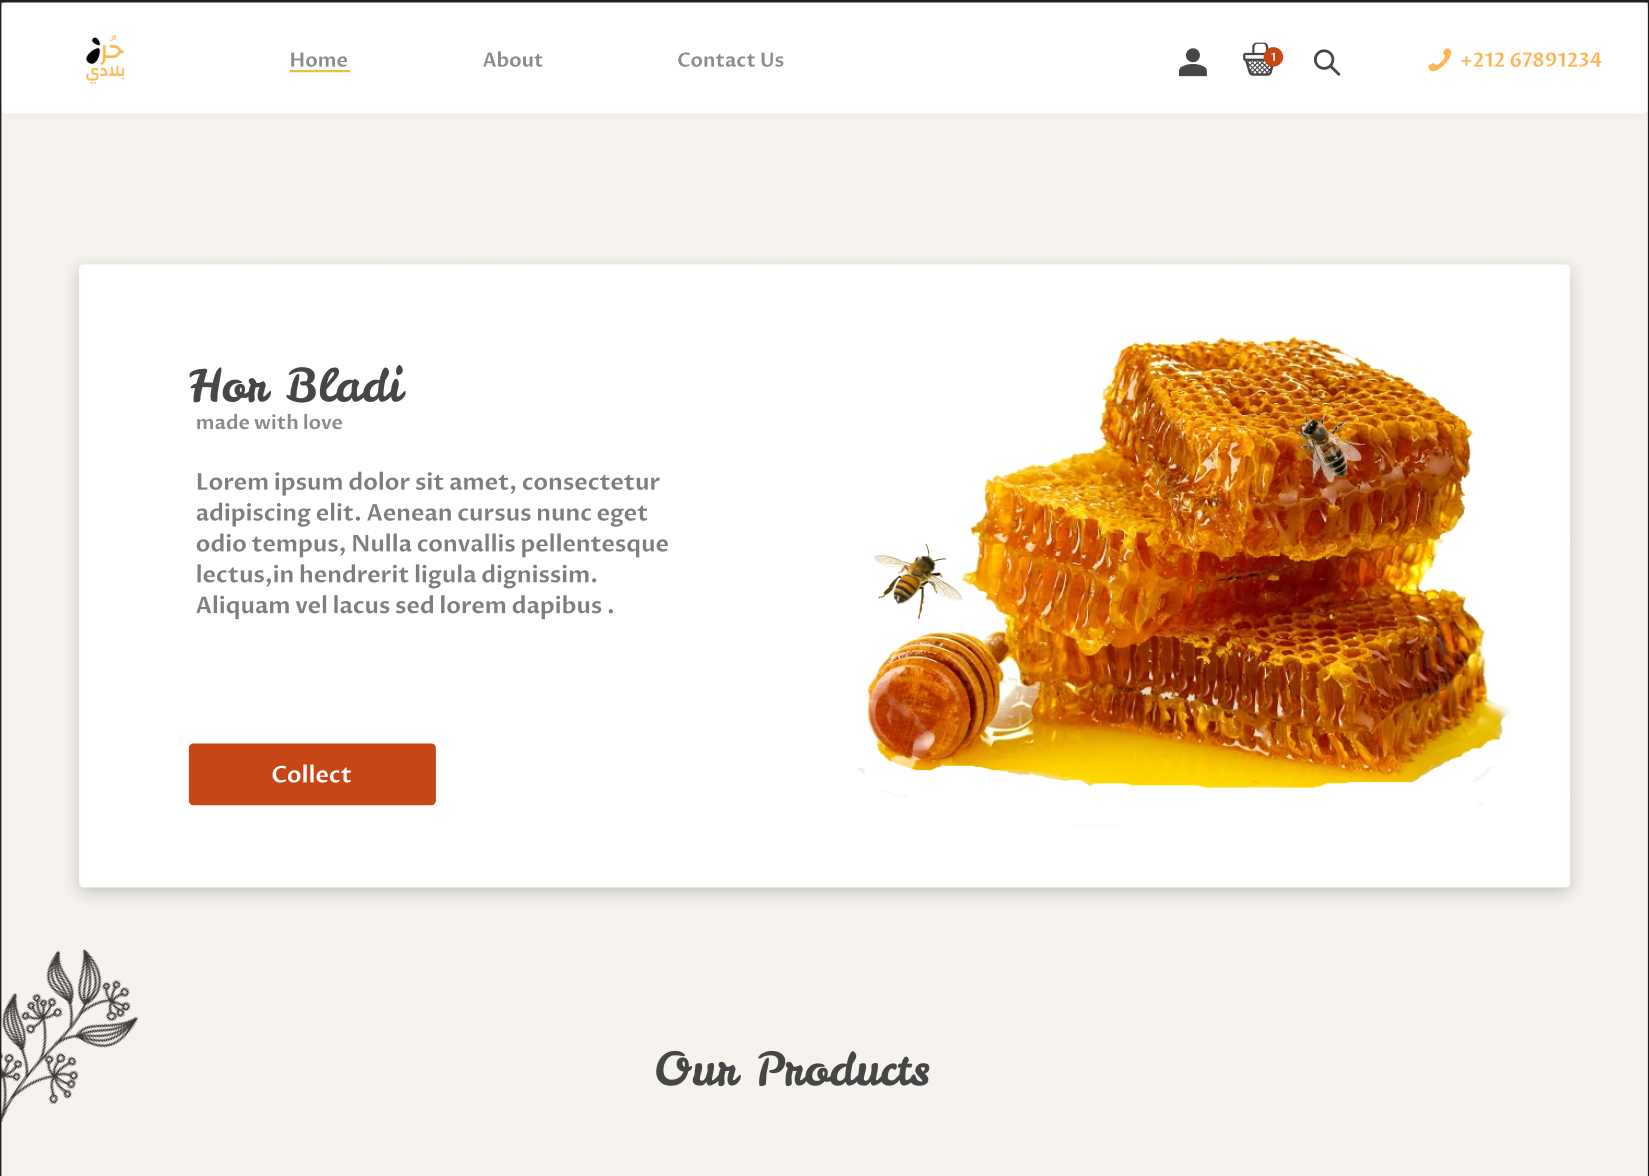 حُر
بلادي
Home
About
Contact Us
1
+212 67891234
Hor Bladi
made with love
Lorem ipsum dolor sit amet, consectetur
adipiscing elit. Aenean cursus nunc eget
odio tempus, Nulla convallis pellentesque
lectus,in hendrerit ligula dignissim.
Aliquam vel lacus sed lorem dapibus .
Collect
Our Products